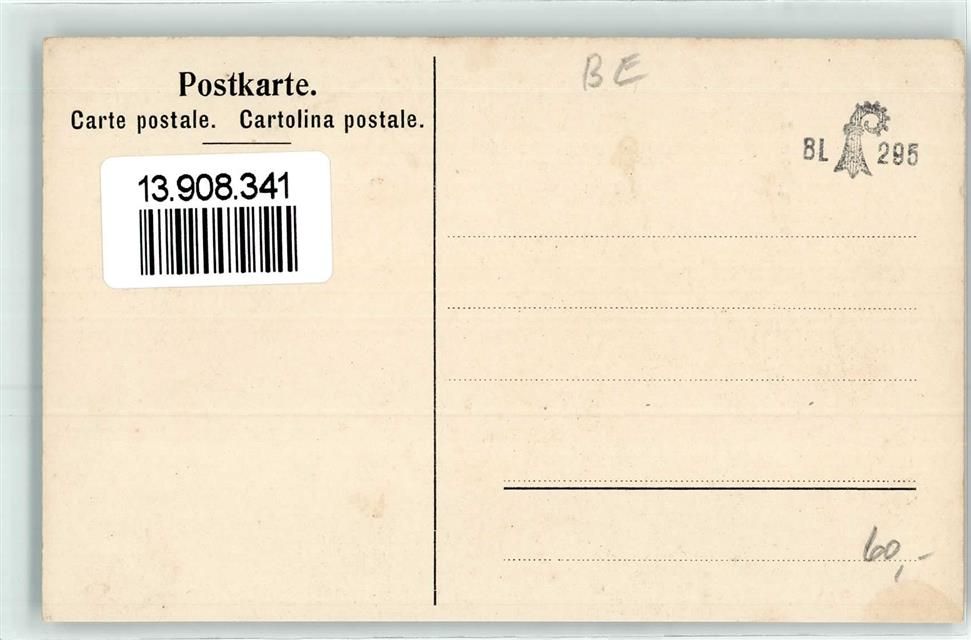 Postkarte.
Carte postale. Cartolina postale.
13.908.341
BE
BL 295
60,-